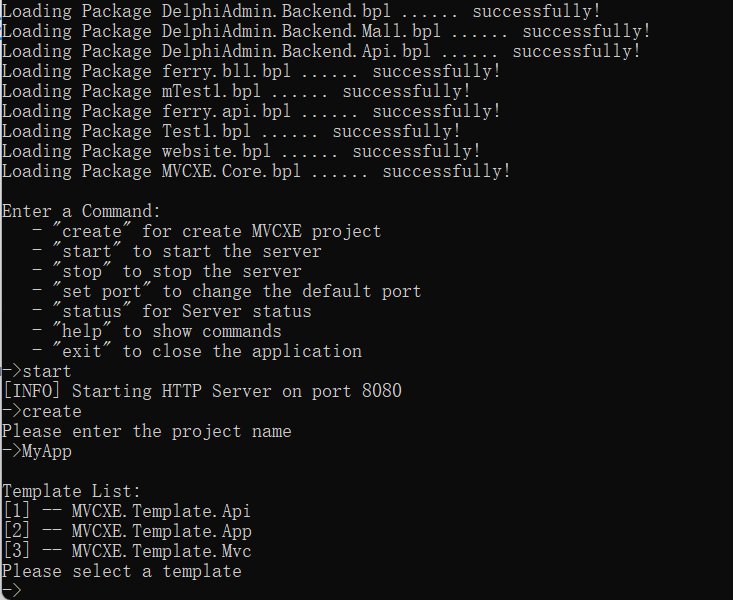 Loading Package DelphiAdmin.Backend.bpl ...... successfully!
Loading Package DelphiAdmin.Backend.Mall.bpl ...... successfully!
Loading Package DelphiAdmin.Backend.Api.bpl ...... successfully!
Loading Package ferry.bll.bpl ...... successfully!
Loading Package mTest1.bpl ...... successfully!
Loading Package ferry.api.bpl ...... successfully!
Loading Package Test1.bpl ...... successfully!
Loading Package website.bpl ...... successfully!
Loading Package MVCXE.Core.bpl ...... successfully!
Enter a Command:
- "create" for create MVCXE project
- "start" to start the server
- "stop" to stop the server
- "set port" to change the default port
- "status" for Server status
- "help" to show commands
- "exit" to close the application
->start
[INFO] Starting HTTP Server on port 8080
->create
Please enter the project name
->MyApp
Template List:
[1] -- MVCXE.Template.Api
[2] -- MVCXE.Template.App
[3] -- MVCXE.Template.Mvc
Please select a template
->